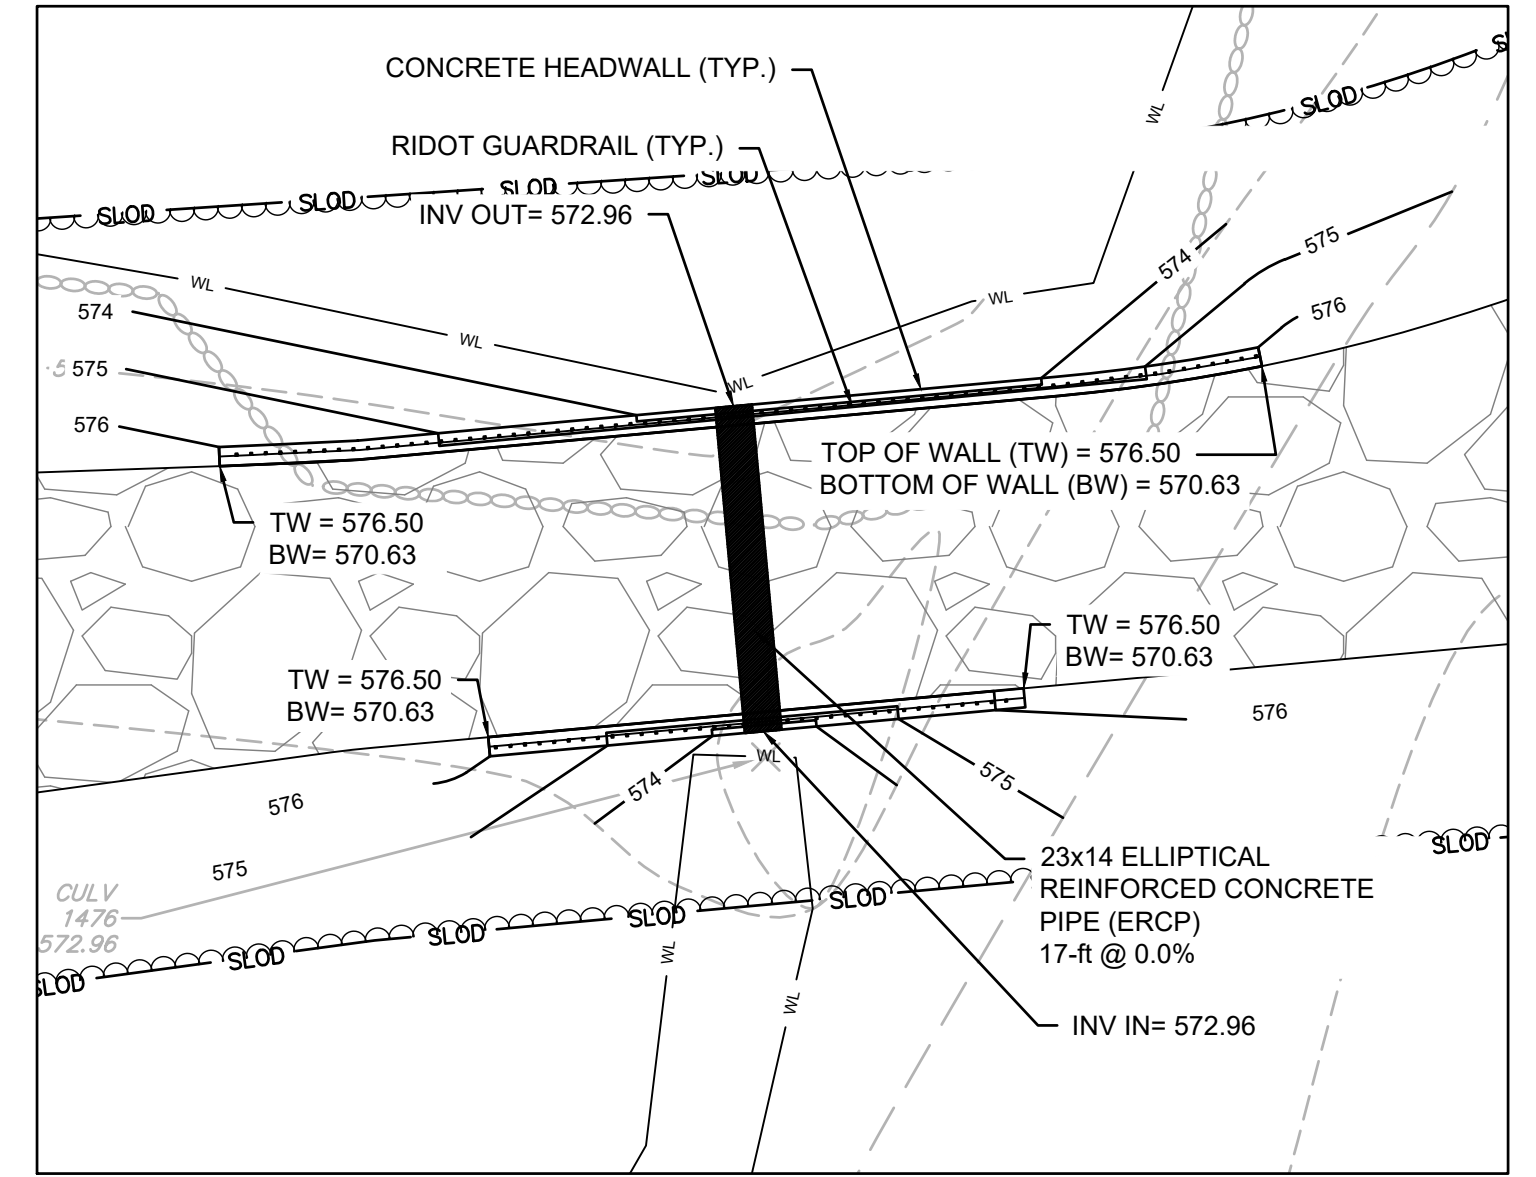 CONCRETE HEADWALL (TYP.)
RIDOT GUARDRAIL (TYP.)
INV OUT= 572.96
SLOD
SLOD
SLOD
SLOD
SLOD
WL
WL
WL
WL
WL
574
575
576
574
575
576
TOP OF WALL (TW) = 576.50
BOTTOM OF WALL (BW) = 570.63
TW = 576.50
BW= 570.63
TW = 576.50
BW= 570.63
TW = 576.50
BW= 570.63
576
575
574
WL
575
576
CULV
1476
572.96
23x14 ELLIPTICAL
REINFORCED CONCRETE
PIPE (ERCP)
17-ft @ 0.0%
INV IN= 572.96
SLOD
SLOD
SLOD
SLOD
SLOD
SLOD
WL
WL